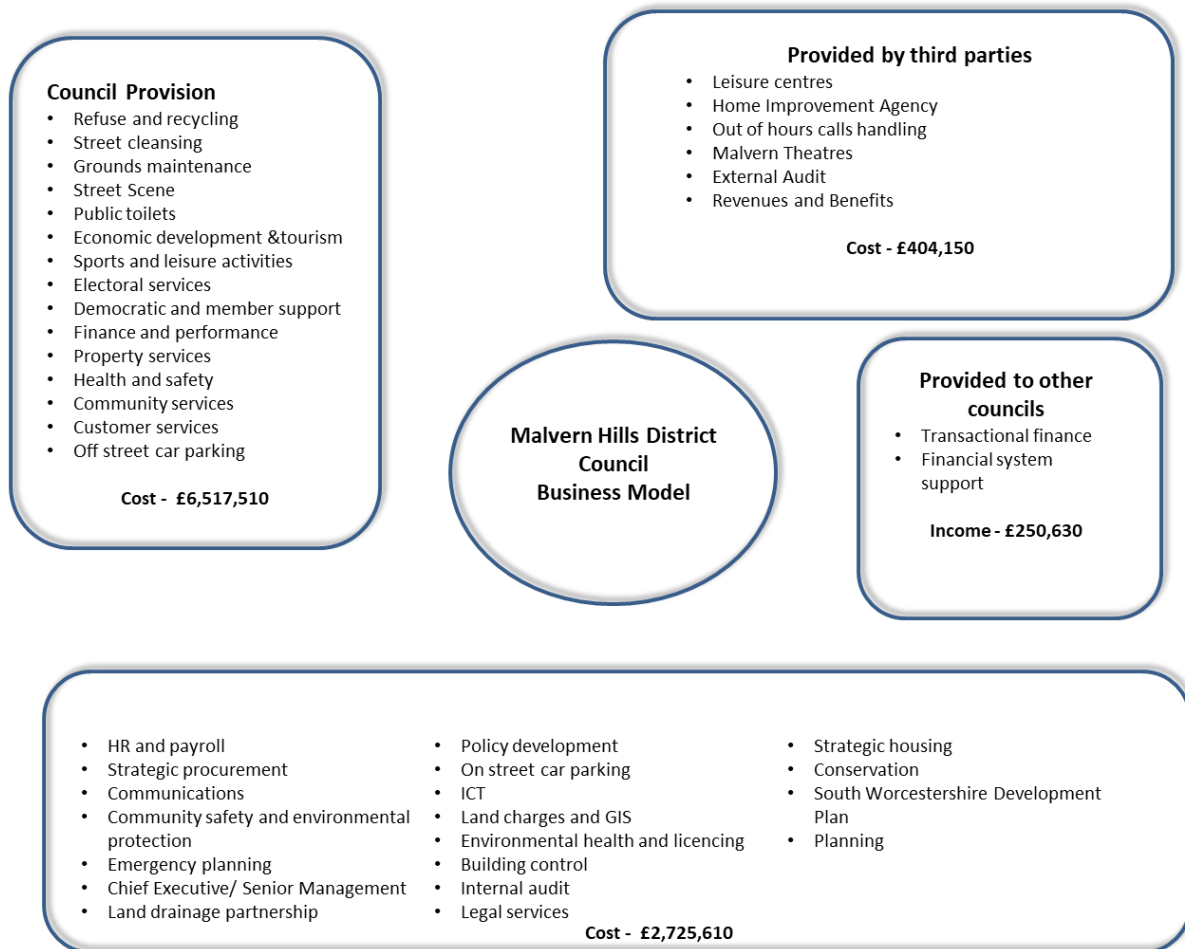 Council Provision
• Refuse and recycling
• Street cleansing
• Grounds maintenance
• Street Scene
• Public toilets
• Economic development &tourism
• Sports and leisure activities
• Electoral services
• Democratic and member support
• Finance and performance
• Property services
• Health and safety
• Community services
• Customer services
• Off street car parking
Cost - £6,517,510
Provided by third parties
• Leisure centres
• Home Improvement Agency
• Out of hours calls handling
• Malvern Theatres
• External Audit
• Revenues and Benefits
Cost - £404,150
Malvern Hills District
Council
Business Model
Provided to other
councils
• Transactional finance
• Financial system
support
Income - £250,630
• HR and payroll
• Strategic procurement
• Communications
• Community safety and environmental
protection
• Emergency planning
• Chief Executive/ Senior Management
• Land drainage partnership
• Policy development
• On street car parking
• ICT
• Land charges and GIS
• Environmental health and licencing
• Building control
• Internal audit
• Legal services
• Strategic housing
• Conservation
• South Worcestershire Development
Plan
• Planning
Cost - £2,725,610